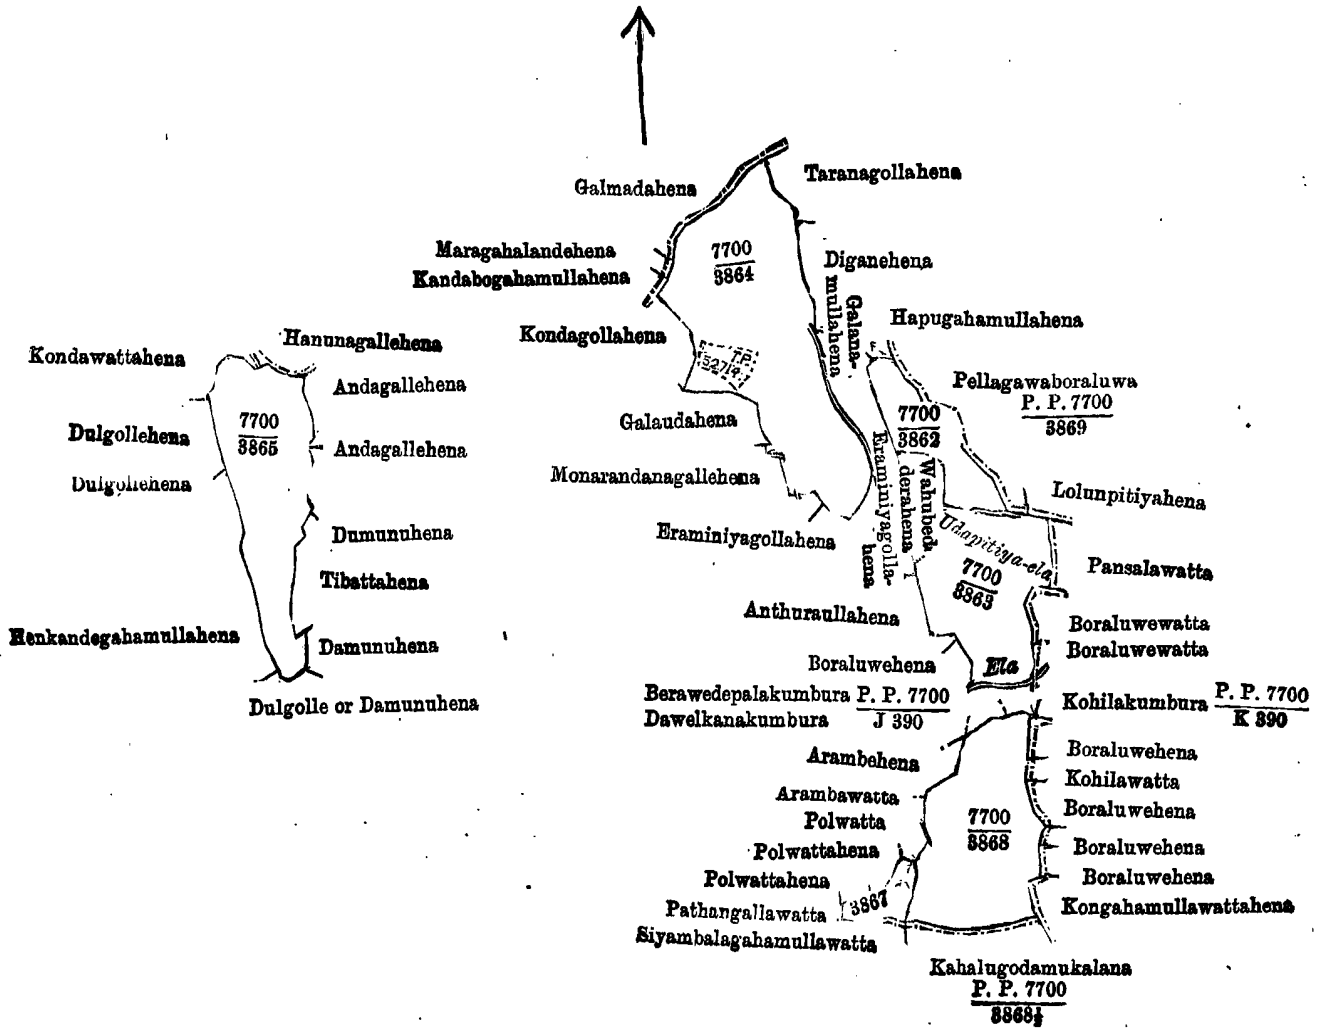 Galmadahena
Taranagollahena
Maragahalandehena
Kandabogahamullahena
7700
3864
Diganehena
Galana-
mullahena
Hapugahamullahena
Kondagollahena
T.P.
52714
Hanunagallehena
Kondawattahena
Andagallehena
Pellagawaboraluwa
P. P. 7700
3869
7700
3865
Dulgollehena
Andagallehena
Galaudahena
7700
3862
Dulgollehena
Monarandanagallehena
Eraminiyagolla-
hena
Wahubed-
derahena
Lolunpitiyahena
Dumunuhena
Eraminiyagollahena
Udapitiya-ela
Tibattahena
7700
3863
Pansalawatta
Henkandegahamullahena
Damunuhena
Anthuraullahena
Boraluwewatta
Boraluwewatta
Boraluwehena
Ela
Dulgolle or Damunuhena
Berawedepalakumbura P. P. 7700
Dawelkanakumbura J 390
Kohilakumbura P. P. 7700
K 390
Arambehena
Boraluwehena
Kohilawatta
Arambawatta
Boraluwehena
Polwatta
7700
3868
Polwattahena
Boraluwehena
Polwattahena
Boraluwehena
3867
Pathangallawatta
Kongahamullawattahena
Siyambalagahamullawatta
Kahalugodamukalana
P. P. 7700
3868½